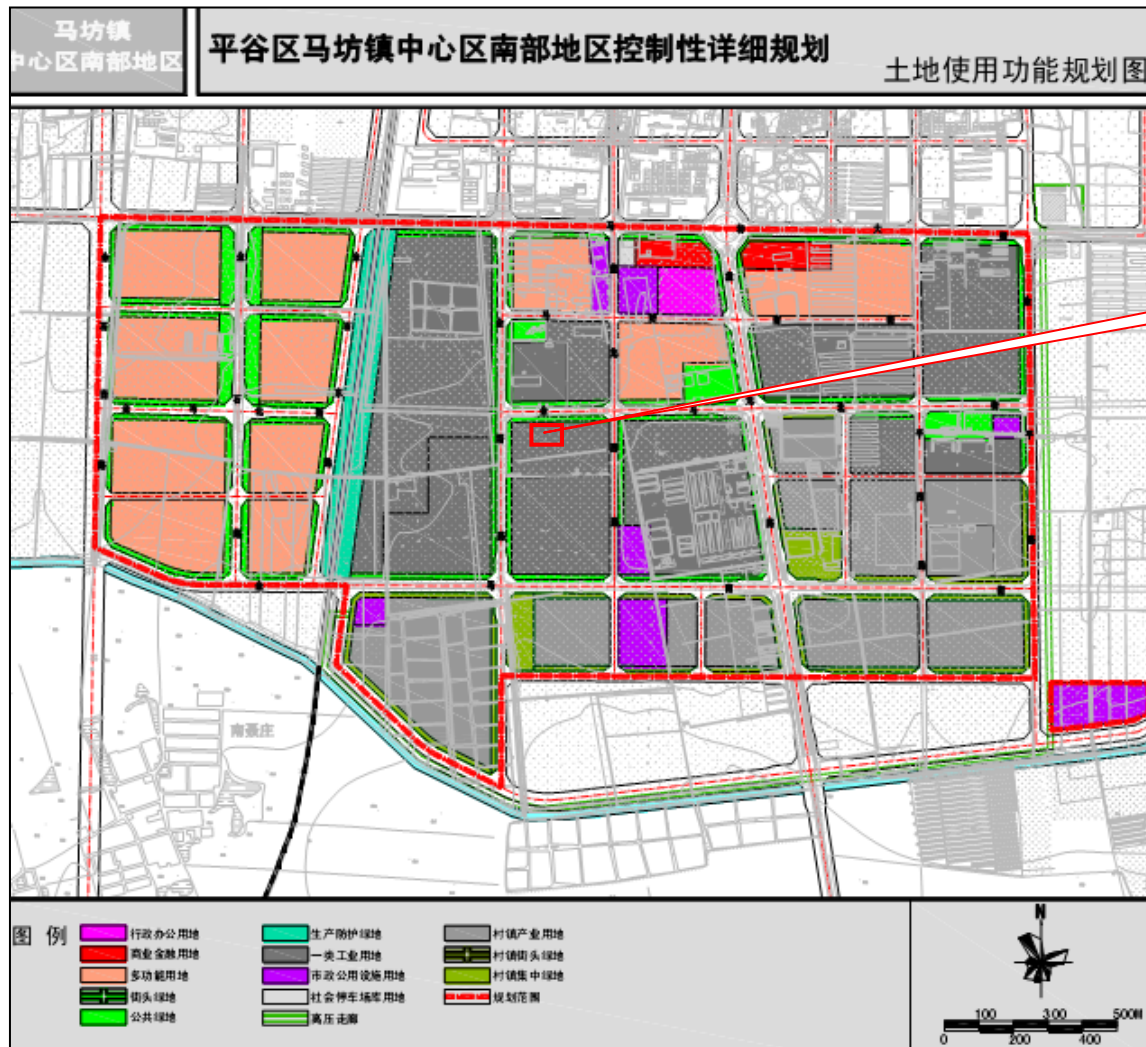 马坊镇
中心区南部地区
平谷区马坊镇中心区南部地区控制性详细规划
土地使用功能规划图
南聂庄
图 例
行政办公用地
商业金融用地
多功能用地
街头绿地
公共绿地
生产防护绿地
一类工业用地
市政公用设施用地
社会停车场库用地
高压走廊
村镇产业用地
村镇街头绿地
村镇集中绿地
规划范围
N
100 300 500M
0 200 400